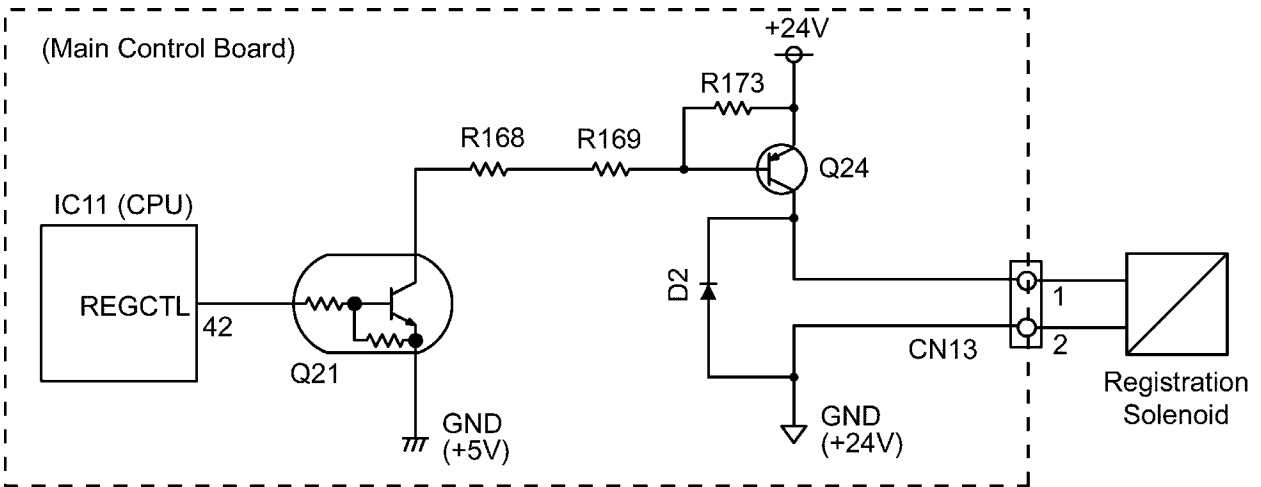 (Main Control Board)
+24V
R173
R168
R169
Q24
IC11 (CPU)
REGCTL
42
Q21
D2
1
2
CN13
GND
(+5V)
GND
(+24V)
Registration
Solenoid